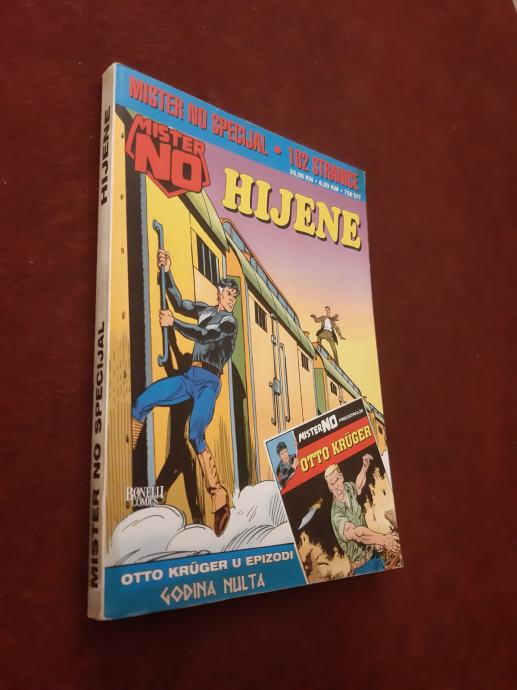 MISTER NO SPECIJAL • 162 STRANICE
25,00 KN • 6,00 KM • 750 SIT
MISTER
NO
HIJENE
HIJENE
MISTER NO SPECIJAL
MISTER NO PREDSTAVLJA
OTTO KRÜGER
BONELLI
COMICS
OTTO KRÜGER U EPIZODI
GODINA NULTA